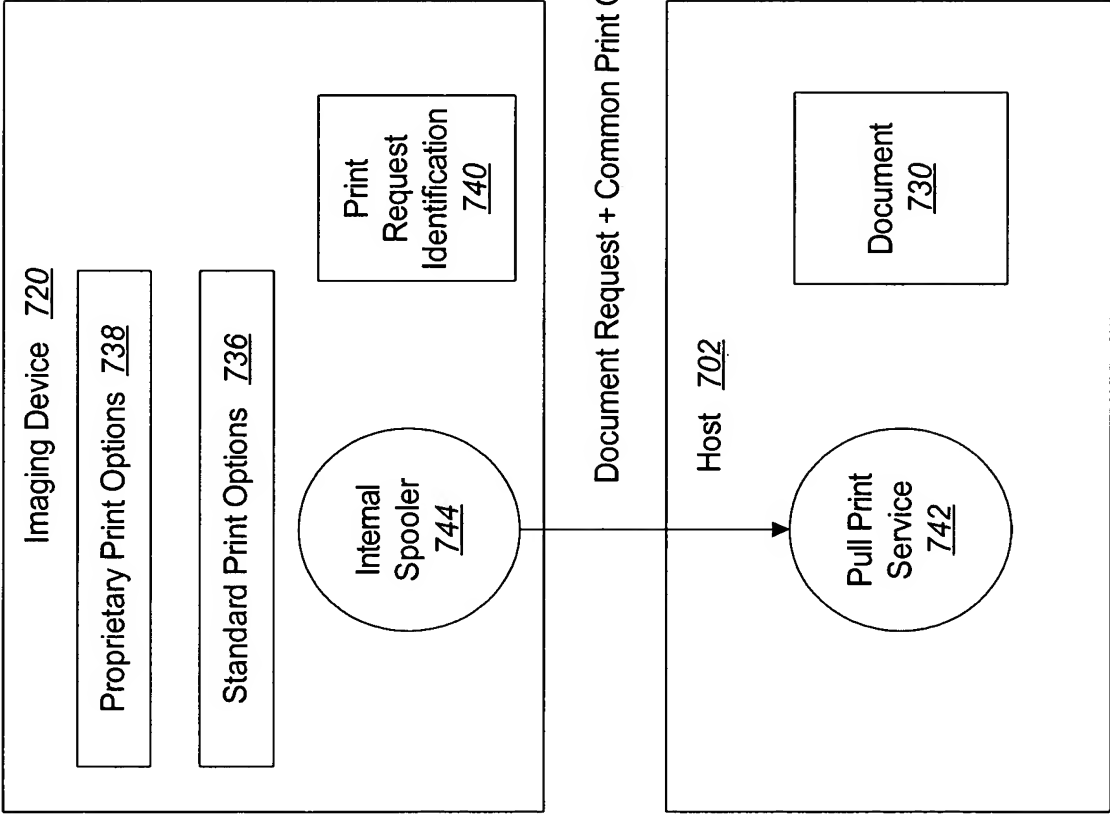 Imaging Device 720
Proprietary Print Options 738
Standard Print Options 736
Internal
Spooler
744
Print
Request
Identification
740
Document Request + Common Print
Host 702
Pull Print
Service
742
Document
730